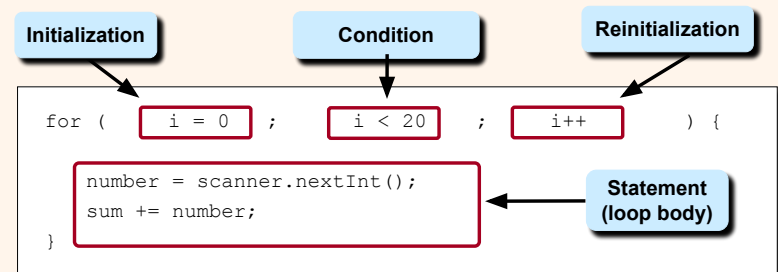 Initialization
Condition
Reinitialization
for ( i = 0 ; i < 20 ; i++ ) {
number = scanner.nextInt();
sum += number;
Statement
(loop body)
}